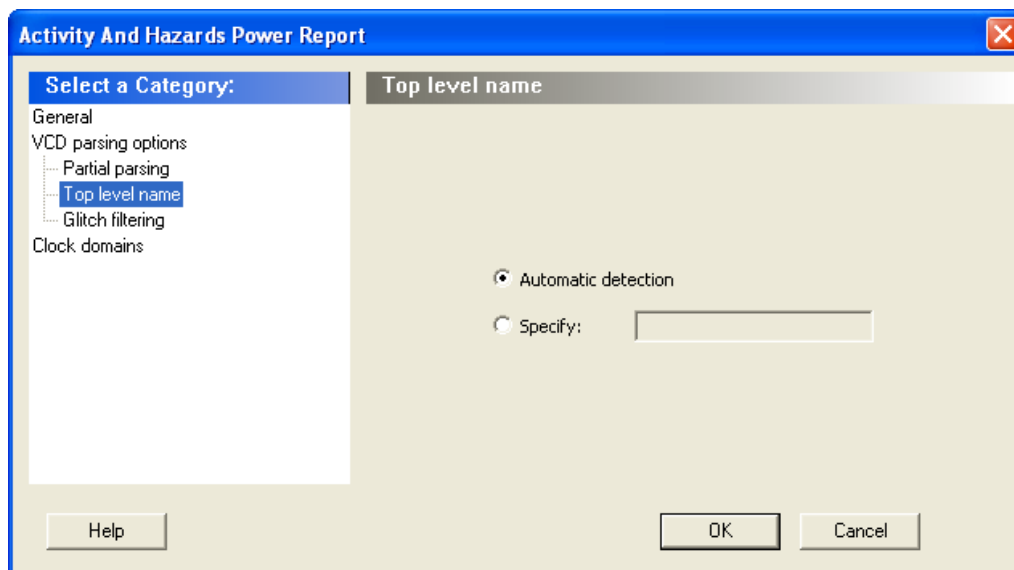 Activity And Hazards Power Report
Select a Category:
General
VCD parsing options
Partial parsing
Top level name
Glitch filtering
Clock domains
Top level name
Automatic detection
Specify:
Help
OK
Cancel